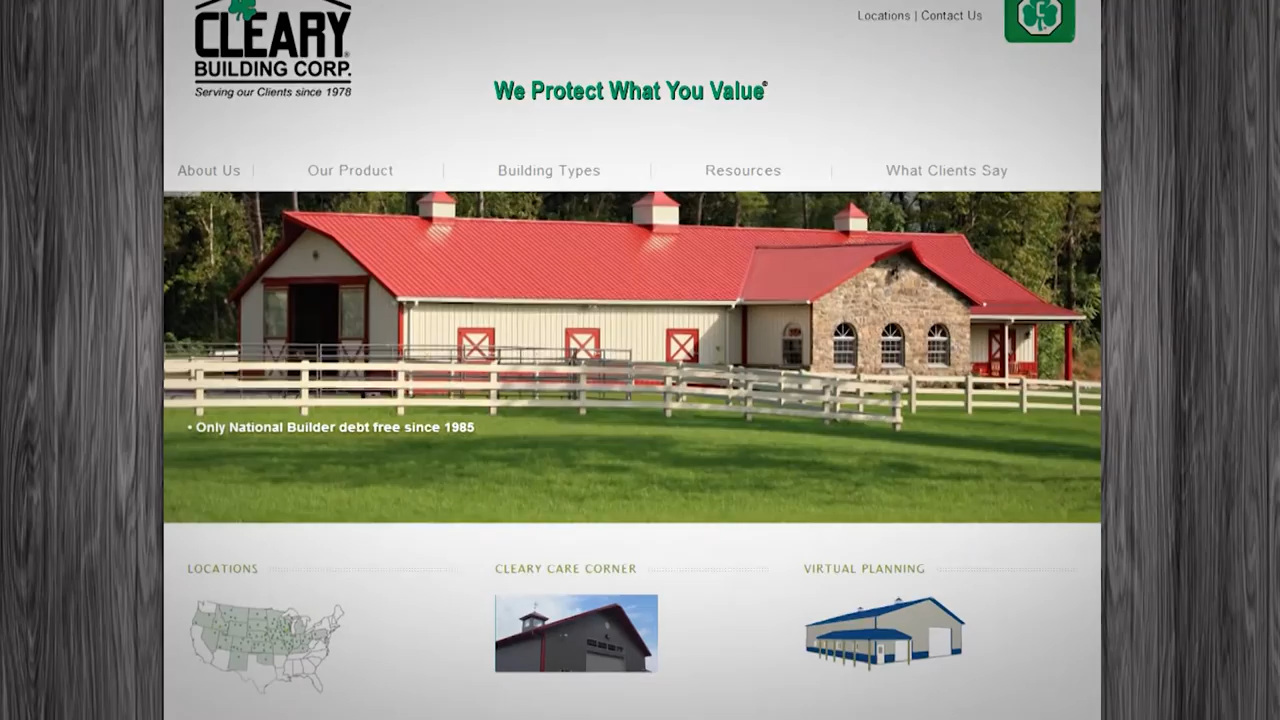 CLEARY
BUILDING CORP.
Serving our Clients since 1978
Locations | Contact Us
C
We Protect What You Value®
About Us
Our Product
Building Types
Resources
What Clients Say
• Only National Builder debt free since 1985
LOCATIONS
CLEARY CARE CORNER
VIRTUAL PLANNING